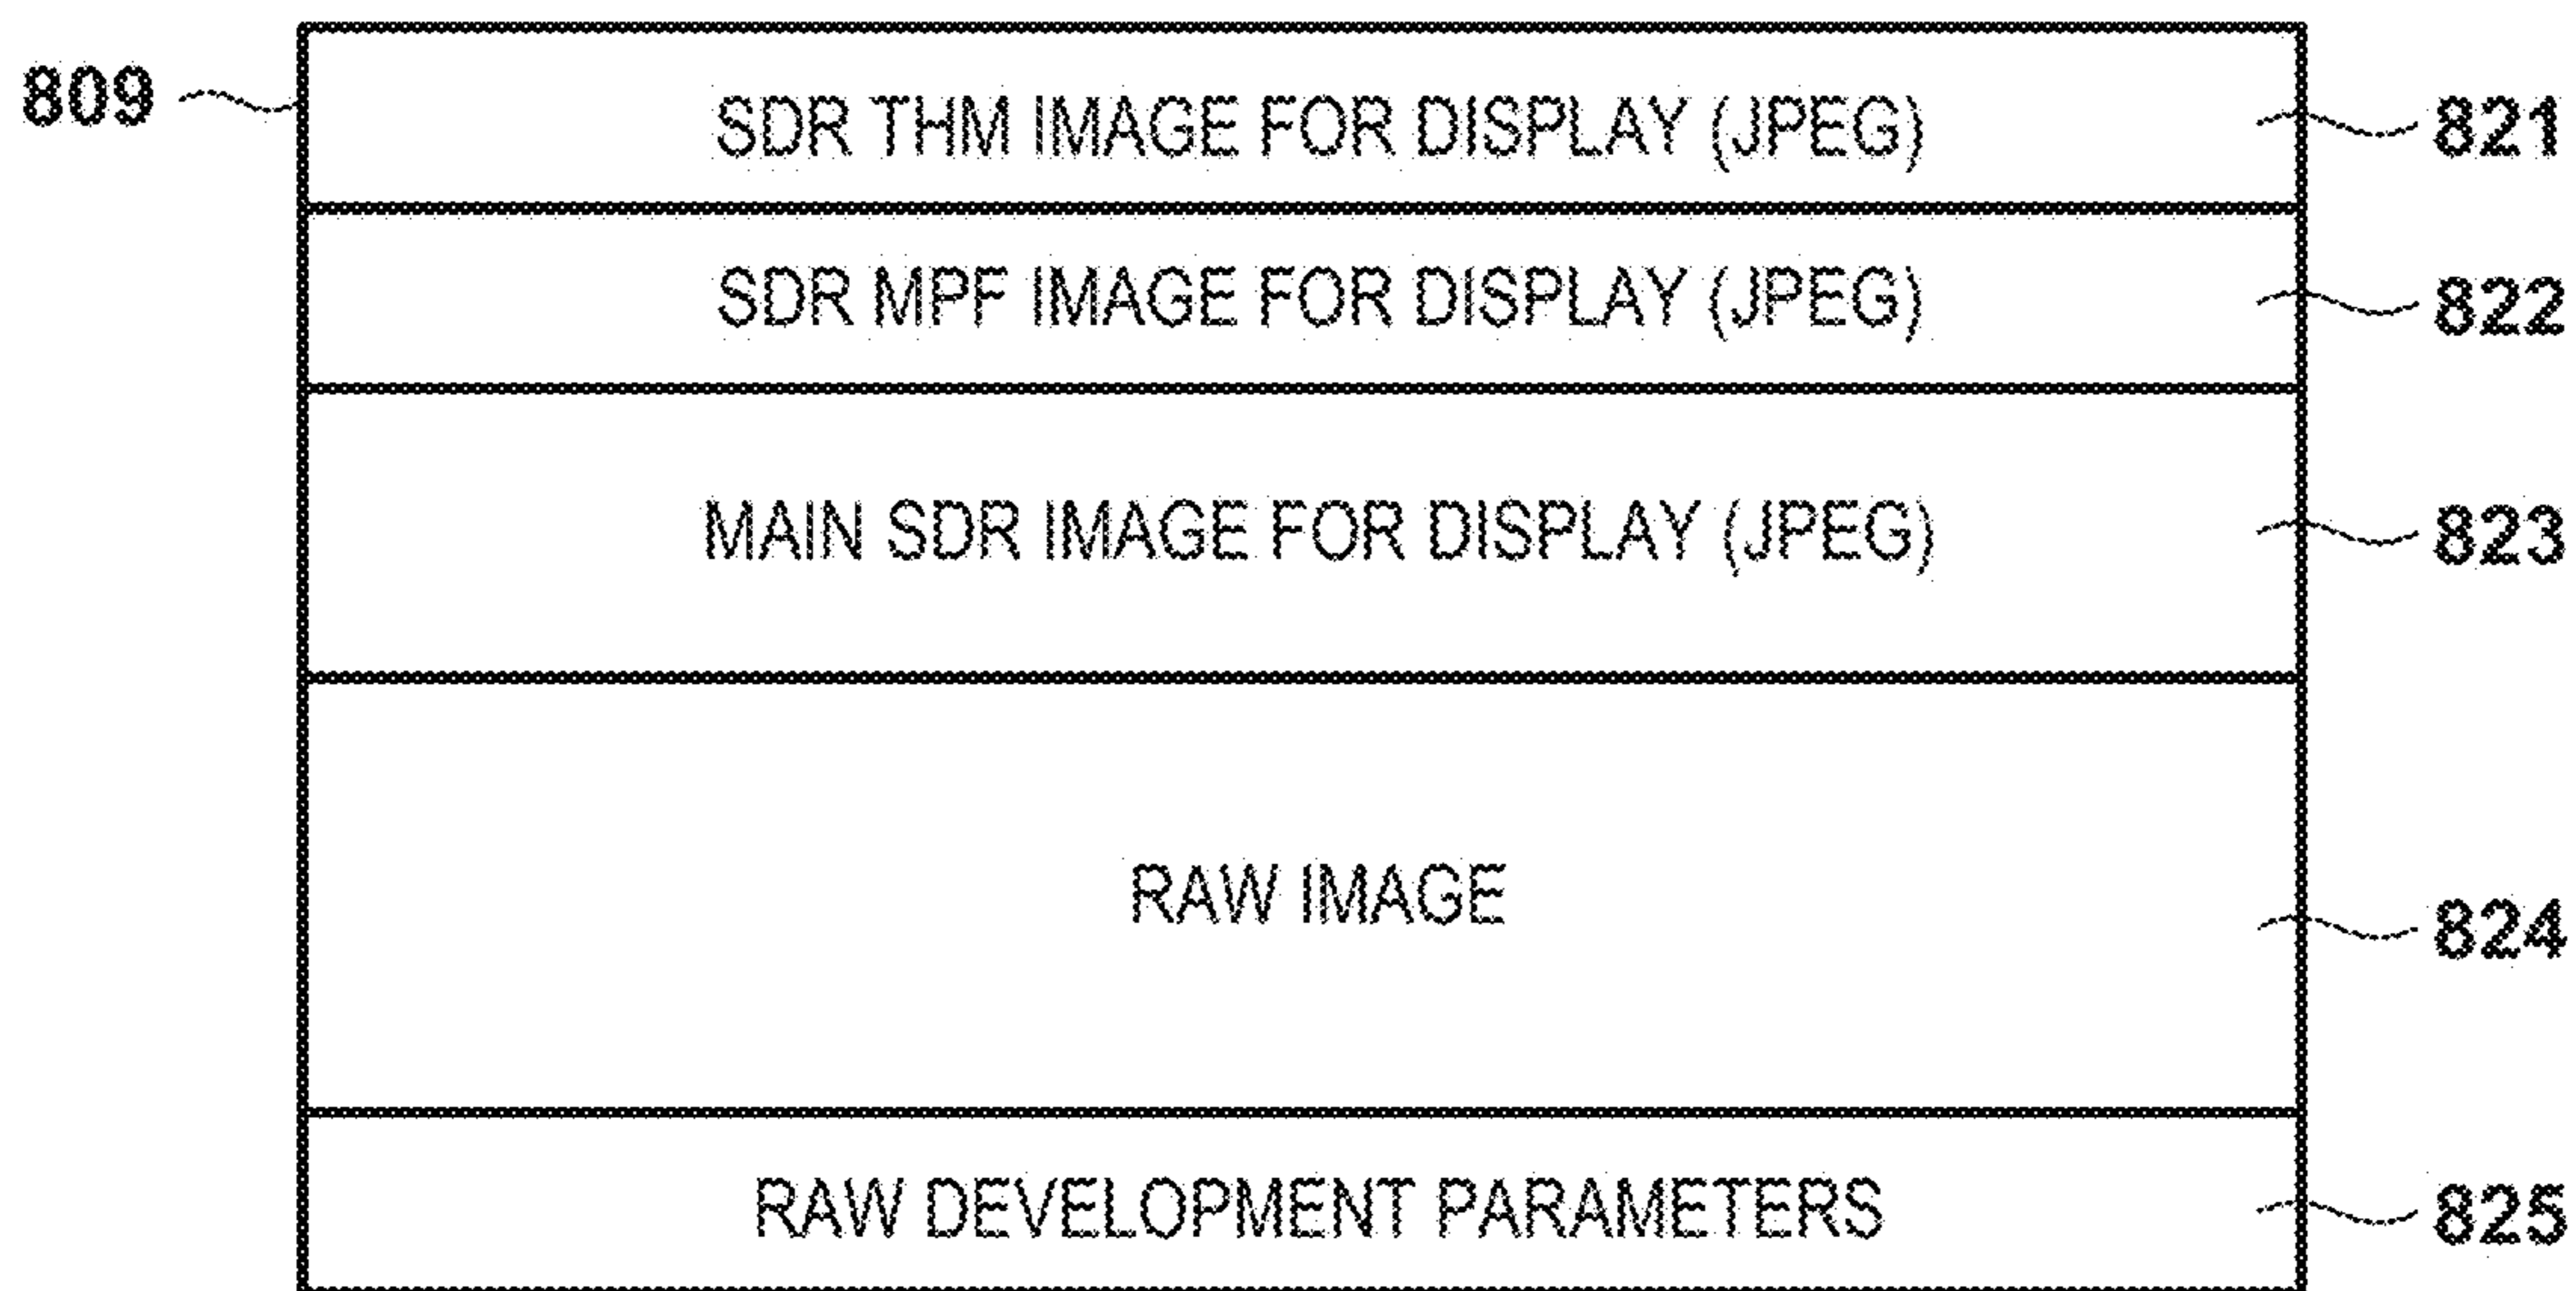 809
SDR THM IMAGE FOR DISPLAY (JPEG)
821
SDR MPF IMAGE FOR DISPLAY (JPEG)
822
MAIN SDR IMAGE FOR DISPLAY (JPEG)
823
RAW IMAGE
824
RAW DEVELOPMENT PARAMETERS
825